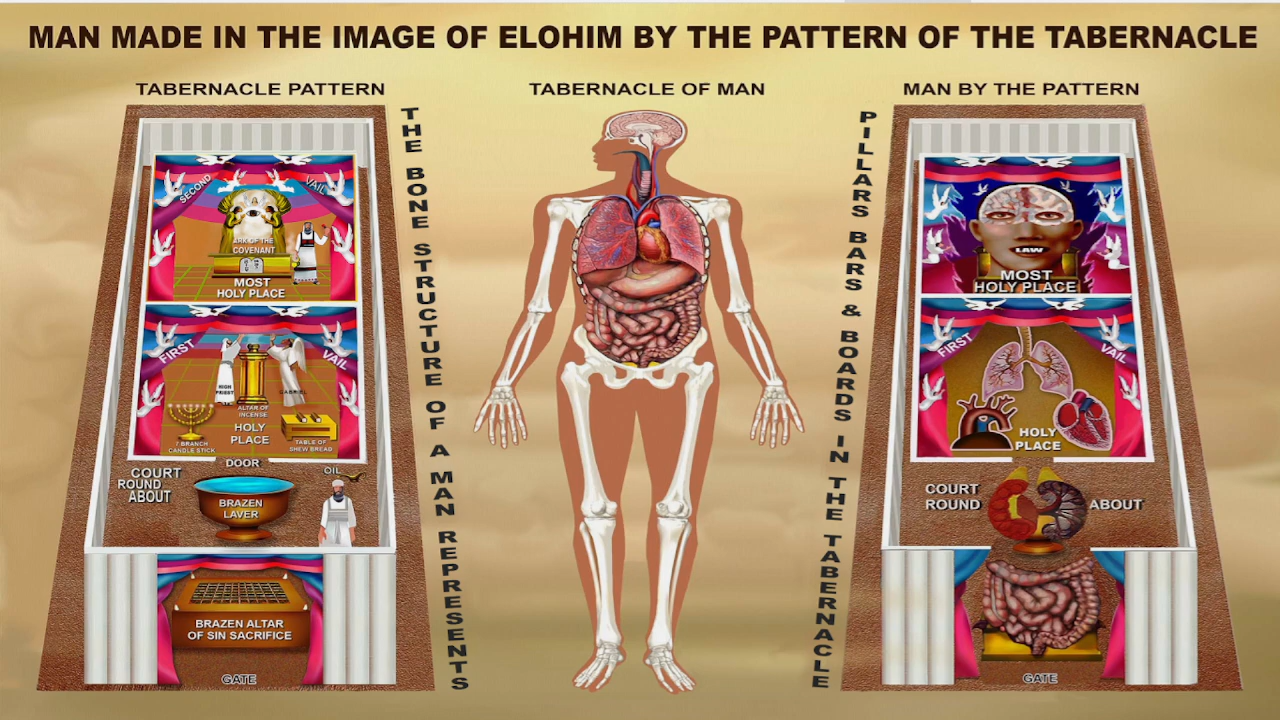 MAN MADE IN THE IMAGE OF ELOHIM BY THE PATTERN OF THE TABERNACLE
TABERNACLE PATTERN
SECOND
VAIL
ARK OF THE
COVENANT
MOST
HOLY PLACE
FIRST
VAIL
HIGH
PRIEST
GABRIEL
ALTAR OF
INCENSE
7 BRANCH
CANDLE STICK
HOLY
PLACE
TABLE OF
SHEW BREAD
DOOR
COURT
ROUND
ABOUT
OIL
BRAZEN
LAVER
BRAZEN ALTAR
OF SIN SACRIFICE
GATE
THE BONE STRUCTURE OF A MAN REPRESENTS
TABERNACLE OF MAN
PILLARS BARS & BOARDS IN THE TABERNACLE
MAN BY THE PATTERN
LAW
MOST
HOLY PLACE
FIRST
VAIL
HOLY
PLACE
COURT
ROUND
ABOUT
GATE